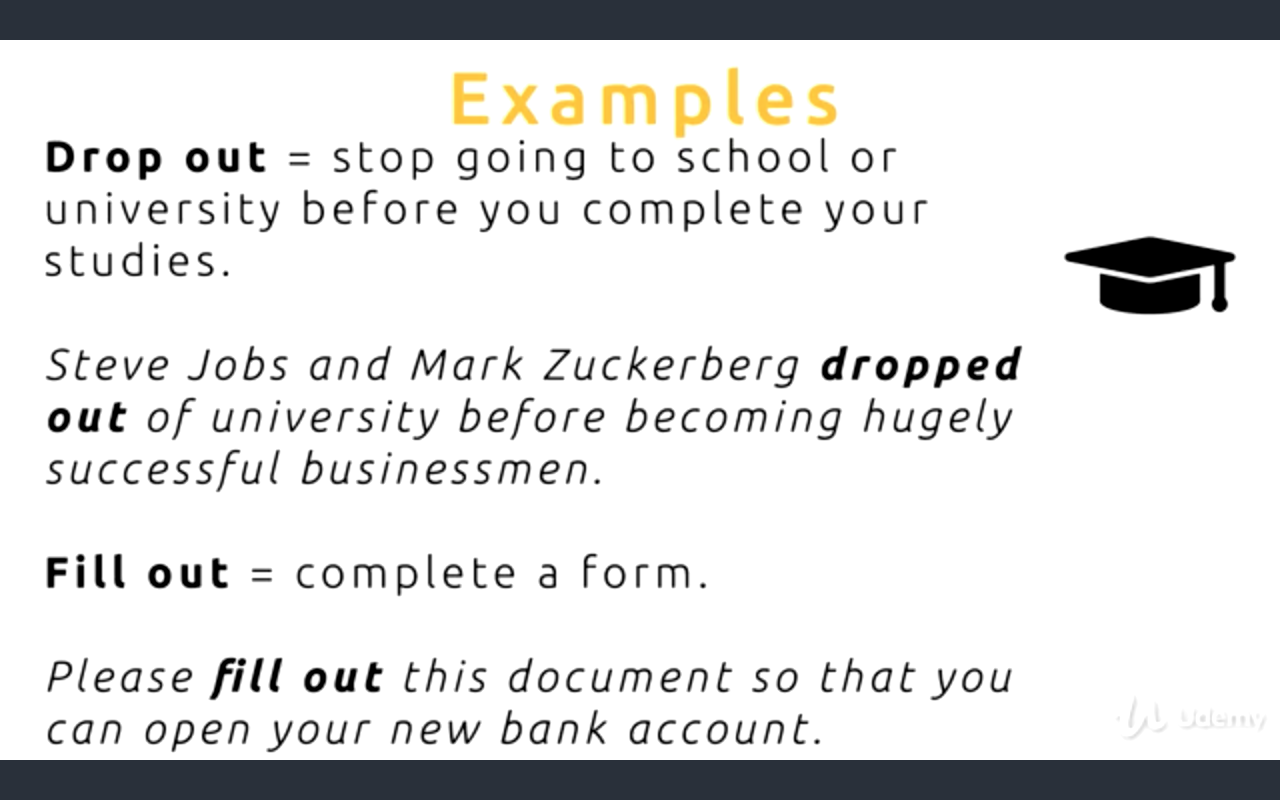 Examples
Drop out = stop going to school or
university before you complete your
studies.
Steve Jobs and Mark Zuckerberg dropped
out of university before becoming hugely
successful businessmen.
Fill out = complete a form.
Please fill out this document so that you
can open your new bank account.
Udemy